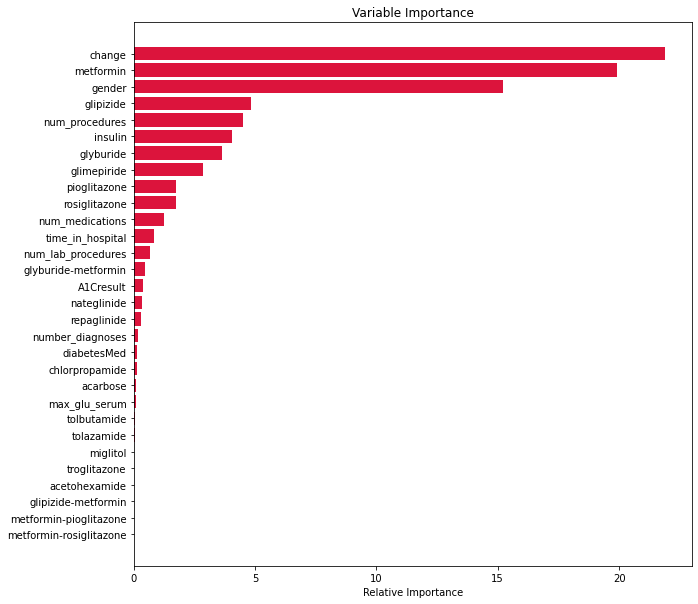 Variable Importance
change
metformin
gender
glipizide
num_procedures
insulin
glyburide
glimepiride
pioglitazone
rosiglitazone
num_medications
time_in_hospital
num_lab_procedures
glyburide-metformin
A1Cresult
nateglinide
repaglinide
number_diagnoses
diabetesMed
chlorpropamide
acarbose
max_glu_serum
tolbutamide
tolazamide
miglitol
troglitazone
acetohexamide
glipizide-metformin
metformin-pioglitazone
metformin-rosiglitazone
0 5 10 15 20
Relative Importance